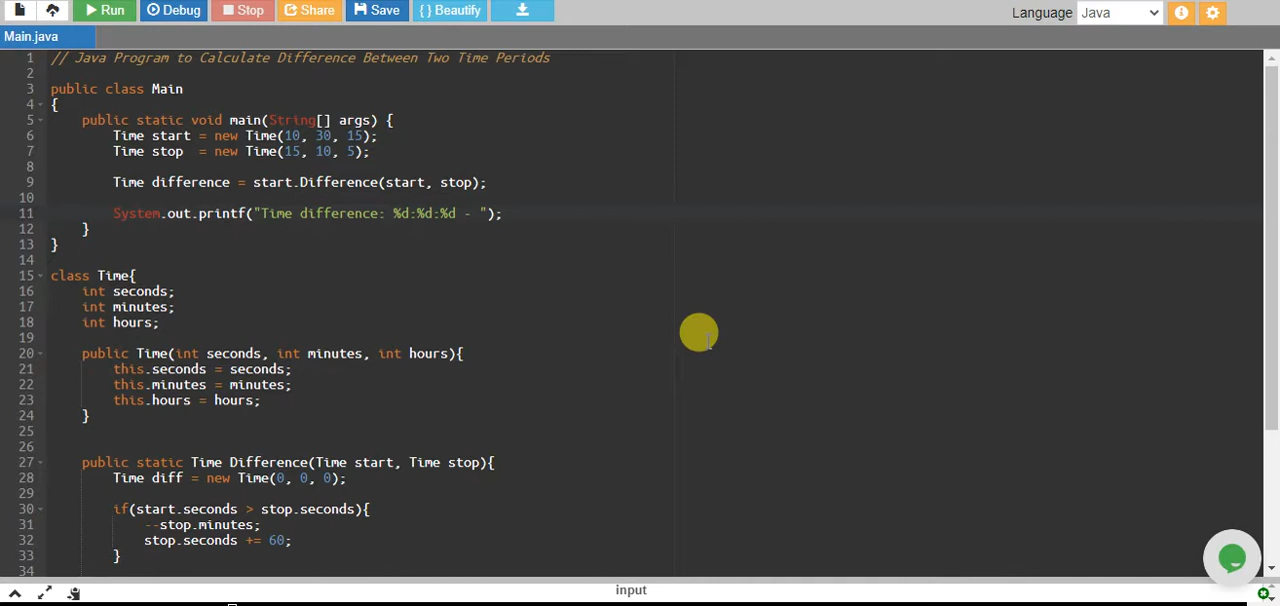 Run Debug Stop Share Save { } Beautify Language Java
Main.java
1 // Java Program to Calculate Difference Between Two Time Periods
2
3 public class Main
4 {
5 public static void main(String[] args) {
6 Time start = new Time(10, 30, 15);
7 Time stop = new Time(15, 10, 5);
8
9 Time difference = start.Difference(start, stop);
10
11 System.out.printf("Time difference: %d:%d:%d - ");
12 }
13 }
14
15 class Time{
16 int seconds;
17 int minutes;
18 int hours;
19
20 public Time(int seconds, int minutes, int hours){
21 this.seconds = seconds;
22 this.minutes = minutes;
23 this.hours = hours;
24 }
25
26
27 public static Time Difference(Time start, Time stop){
28 Time diff = new Time(0, 0, 0);
29
30 if(start.seconds > stop.seconds){
31 --stop.minutes;
32 stop.seconds += 60;
33 }
34
input